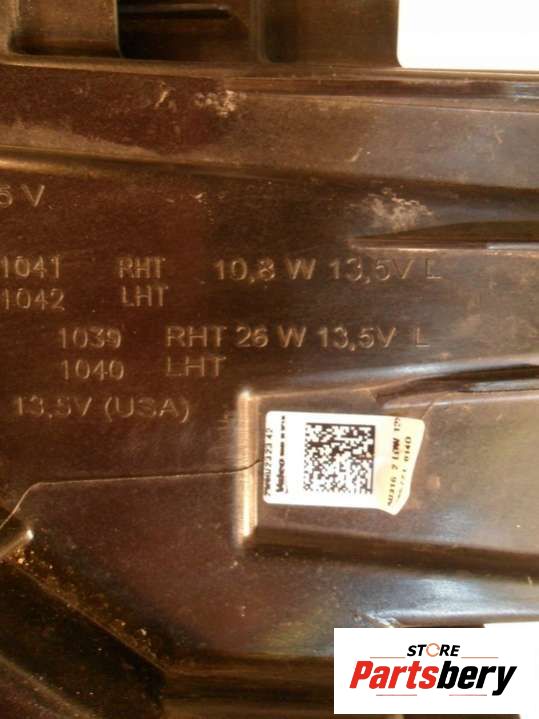 5 V
1041 RHT 10,8 W 13,5V L
1042 LHT
1039 RHT 26 W 13,5V L
1040 LHT
13,5V (USA)
Valeo
STORE
Partsbery